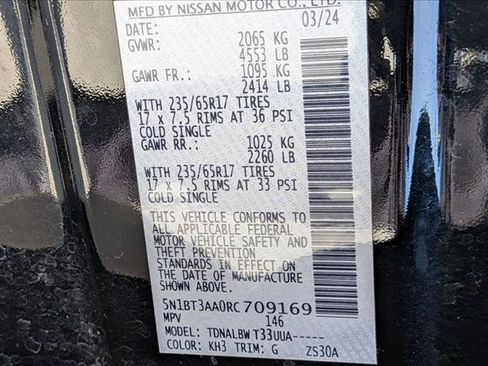 MFD BY NISSAN MOTOR CO., LTD.
DATE: 03/24
GVWR: 2065 KG
4553 LB
GAWR FR.: 1095 KG
2414 LB
WITH 235/65R17 TIRES
17 x 7.5 RIMS AT 36 PSI
COLD SINGLE
GAWR RR.: 1025 KG
2260 LB
WITH 235/65R17 TIRES
17 x 7.5 RIMS AT 33 PSI
COLD SINGLE
THIS VEHICLE CONFORMS TO
ALL APPLICABLE FEDERAL
MOTOR VEHICLE SAFETY AND
THEFT PREVENTION
STANDARDS IN EFFECT ON
THE DATE OF MANUFACTURE
SHOWN ABOVE.
5N1BT3AA0RC709169
MPV 146
MODEL: TDNALBW T33UUA-----
COLOR: KH3 TRIM: G ZS30A